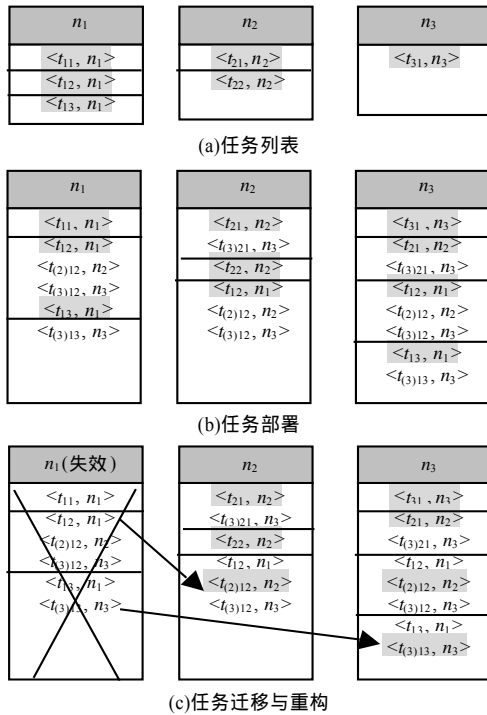 n1 n2 n3
<t11, n1> <t21, n2> <t31, n3>
<t12, n1> <t22, n2>
<t13, n1>
(a)任务列表
n1 n2 n3
<t11, n1> <t21, n2> <t31, n3>
<t12, n1> <t(3)21, n3> <t21, n2>
<t(2)12, n2> <t22, n2> <t(3)21, n3>
<t(3)12, n3> <t12, n1> <t12, n1>
<t13, n1> <t(2)12, n2> <t(2)12, n2>
<t(3)13, n3> <t(3)12, n3> <t(3)12, n3>
<t13, n1>
<t(3)13, n3>
(b)任务部署
n1(失效) n2 n3
<t11, n1> <t21, n2> <t31, n3>
<t12, n1> <t(3)21, n3> <t21, n2>
<t(2)12, n2> <t22, n2> <t(3)21, n3>
<t(3)12, n3> <t12, n1> <t12, n1>
<t13, n1> <t(2)12, n2> <t(2)12, n2>
<t(3)13, n3> <t(3)12, n3> <t(3)12, n3>
<t13, n1>
<t(3)13, n3>
(c)任务迁移与重构